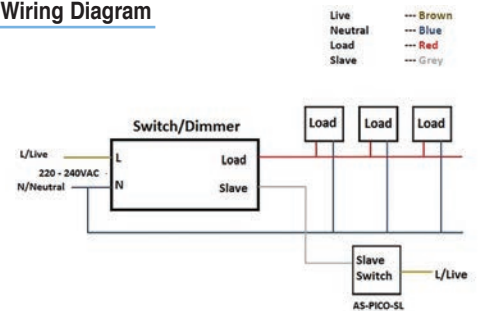 Wiring Diagram
Live --- Brown
Neutral --- Blue
Load --- Red
Slave --- Grey
Switch/Dimmer
Load Load Load
L/Live
L
Load
220 - 240VAC
N/Neutral
N
Slave
Slave
Switch
L/Live
AS-PICO-SL